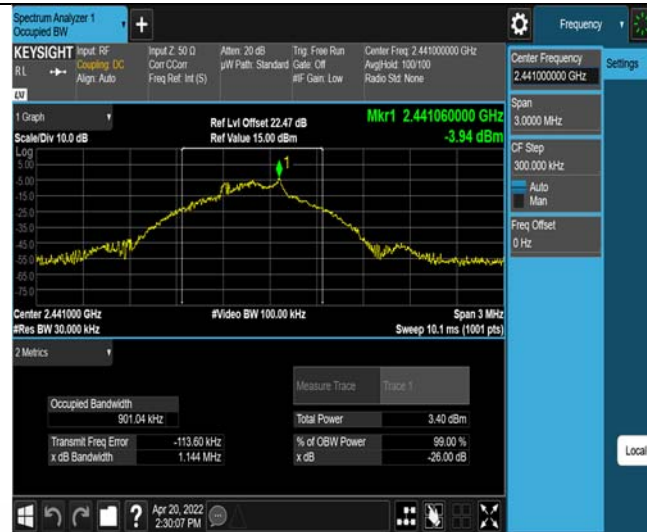 Spectrum Analyzer 1
Occupied BW
Frequency
KEYSIGHT
RL
Input: RF
Coupling: DC
Align: Auto
Input Z: 50 Ω
Corr CCorr
Freq Ref: Int (S)
Atten: 20 dB
µW Path: Standard
Trig: Free Run
Gate: Off
#IF Gain: Low
Center Freq: 2.441000000 GHz
Avg|Hold: 100/100
Radio Std: None
LXI
Center Frequency
2.441000000 GHz
Settings
Span
3.0000 MHz
CF Step
300.000 kHz
Auto
Man
Freq Offset
0 Hz
1 Graph
Scale/Div 10.0 dB
Ref Lvl Offset 22.47 dB
Ref Value 15.00 dBm
Mkr1 2.441060000 GHz
-3.94 dBm
Log
5.00
-5.00
-15.0
-25.0
-35.0
-45.0
-55.0
-65.0
-75.0
1
Center 2.441000 GHz
#Res BW 30.000 kHz
#Video BW 100.00 kHz
Span 3 MHz
Sweep 10.1 ms (1001 pts)
2 Metrics
Measure Trace
Trace 1
Occupied Bandwidth
901.04 kHz
Total Power
3.40 dBm
Transmit Freq Error
-113.60 kHz
% of OBW Power
99.00 %
x dB Bandwidth
1.144 MHz
x dB
-26.00 dB
Local
?
Apr 20, 2022
2:30:07 PM